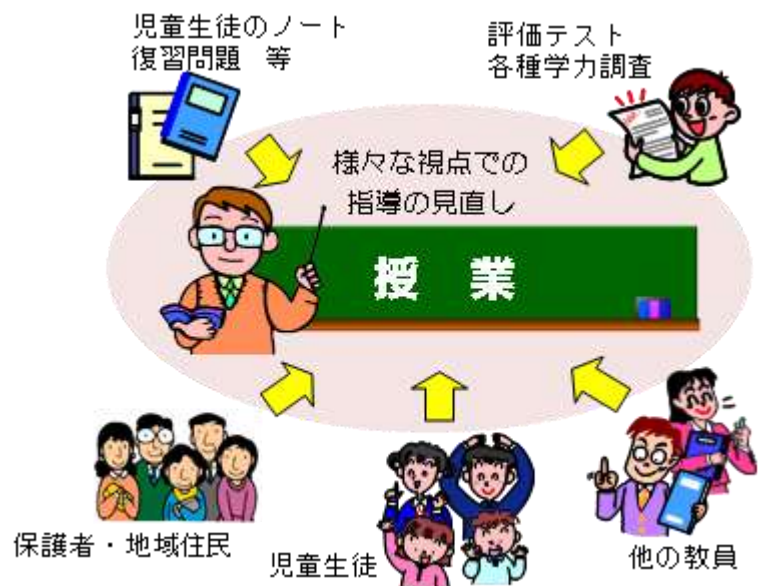 児童生徒のノート
復習問題　等
評価テスト
各種学力調査
様々な視点での
指導の見直し
授　業
保護者・地域住民
児童生徒
他の教員